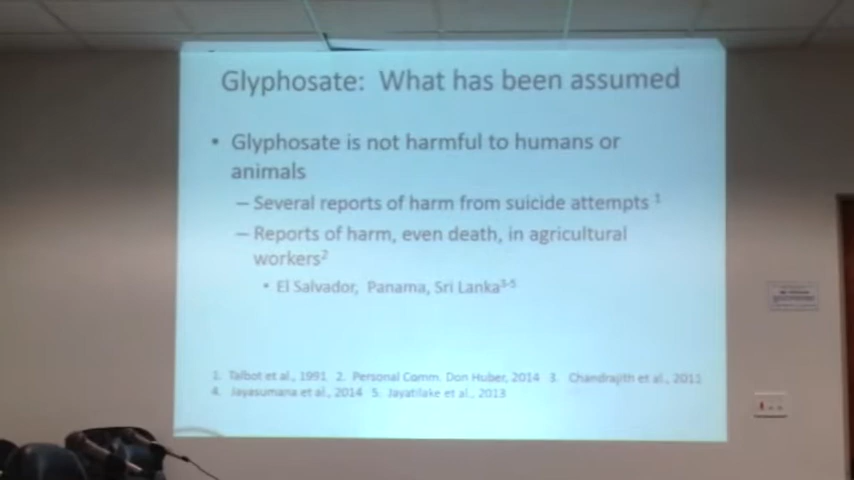 Glyphosate: What has been assumed
• Glyphosate is not harmful to humans or
animals
– Several reports of harm from suicide attempts 1
– Reports of harm, even death, in agricultural
workers2
• El Salvador, Panama, Sri Lanka3-5
1. Talbot et al., 1991 2. Personal Comm. Don Huber, 2014 3. Chandrajith et al., 2011
4. Jayasumana et al., 2014 5. Jayatilake et al., 2013